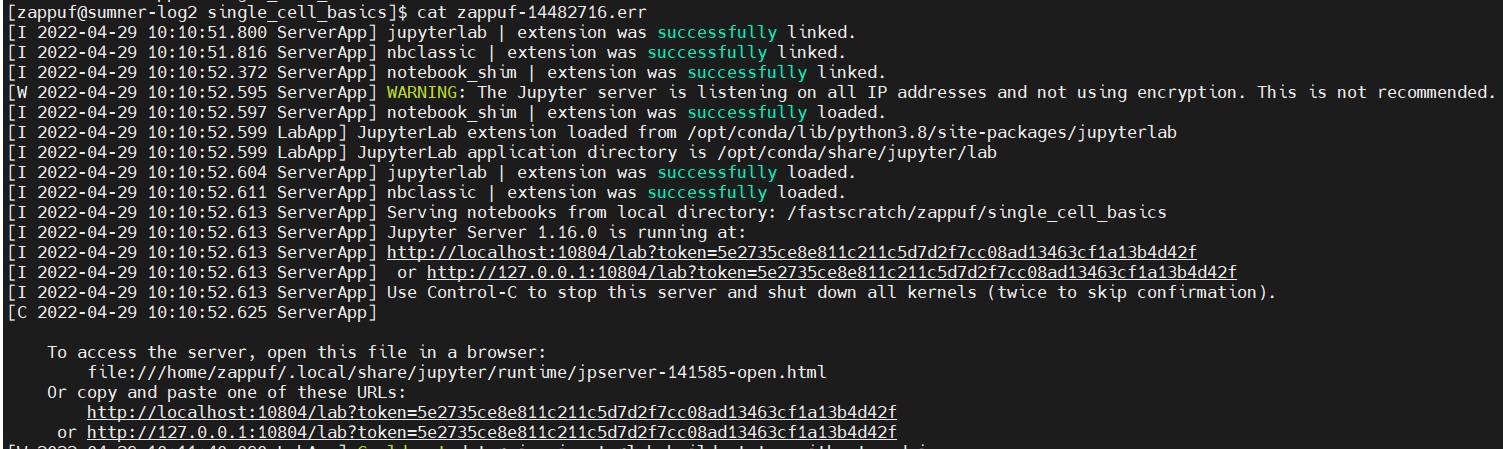 [zappuf@sumner-log2 single_cell_basics]$ cat zappuf-14482716.err
[I 2022-04-29 10:10:51.800 ServerApp] jupyterlab | extension was successfully linked.
[I 2022-04-29 10:10:51.816 ServerApp] nbclassic | extension was successfully linked.
[I 2022-04-29 10:10:52.372 ServerApp] notebook_shim | extension was successfully linked.
[W 2022-04-29 10:10:52.595 ServerApp] WARNING: The Jupyter server is listening on all IP addresses and not using encryption. This is not recommended.
[I 2022-04-29 10:10:52.597 ServerApp] notebook_shim | extension was successfully loaded.
[I 2022-04-29 10:10:52.599 LabApp] JupyterLab extension loaded from /opt/conda/lib/python3.8/site-packages/jupyterlab
[I 2022-04-29 10:10:52.599 LabApp] JupyterLab application directory is /opt/conda/share/jupyter/lab
[I 2022-04-29 10:10:52.604 ServerApp] jupyterlab | extension was successfully loaded.
[I 2022-04-29 10:10:52.611 ServerApp] nbclassic | extension was successfully loaded.
[I 2022-04-29 10:10:52.613 ServerApp] Serving notebooks from local directory: /fastscratch/zappuf/single_cell_basics
[I 2022-04-29 10:10:52.613 ServerApp] Jupyter Server 1.16.0 is running at:
[I 2022-04-29 10:10:52.613 ServerApp] http://localhost:10804/lab?token=5e2735ce8e811c211c5d7d2f7cc08ad13463cf1a13b4d42f
[I 2022-04-29 10:10:52.613 ServerApp]  or http://127.0.0.1:10804/lab?token=5e2735ce8e811c211c5d7d2f7cc08ad13463cf1a13b4d42f
[I 2022-04-29 10:10:52.613 ServerApp] Use Control-C to stop this server and shut down all kernels (twice to skip confirmation).
[C 2022-04-29 10:10:52.625 ServerApp]
To access the server, open this file in a browser:
file:///home/zappuf/.local/share/jupyter/runtime/jpserver-141585-open.html
Or copy and paste one of these URLs:
http://localhost:10804/lab?token=5e2735ce8e811c211c5d7d2f7cc08ad13463cf1a13b4d42f
or http://127.0.0.1:10804/lab?token=5e2735ce8e811c211c5d7d2f7cc08ad13463cf1a13b4d42f